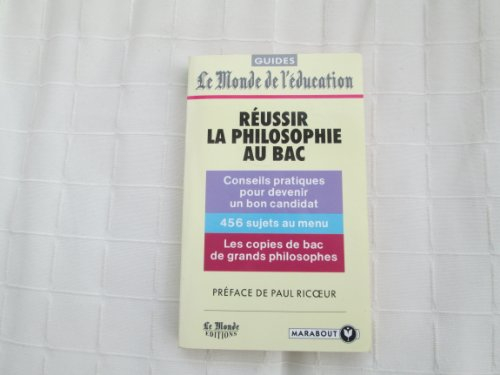 GUIDES
Le Monde de l'éducation
RÉUSSIR
LA PHILOSOPHIE
AU BAC
Conseils pratiques
pour devenir
un bon candidat
456 sujets au menu
Les copies de bac
de grands philosophes
PRÉFACE DE PAUL RICŒUR
Le Monde
EDITIONS
MARABOUT